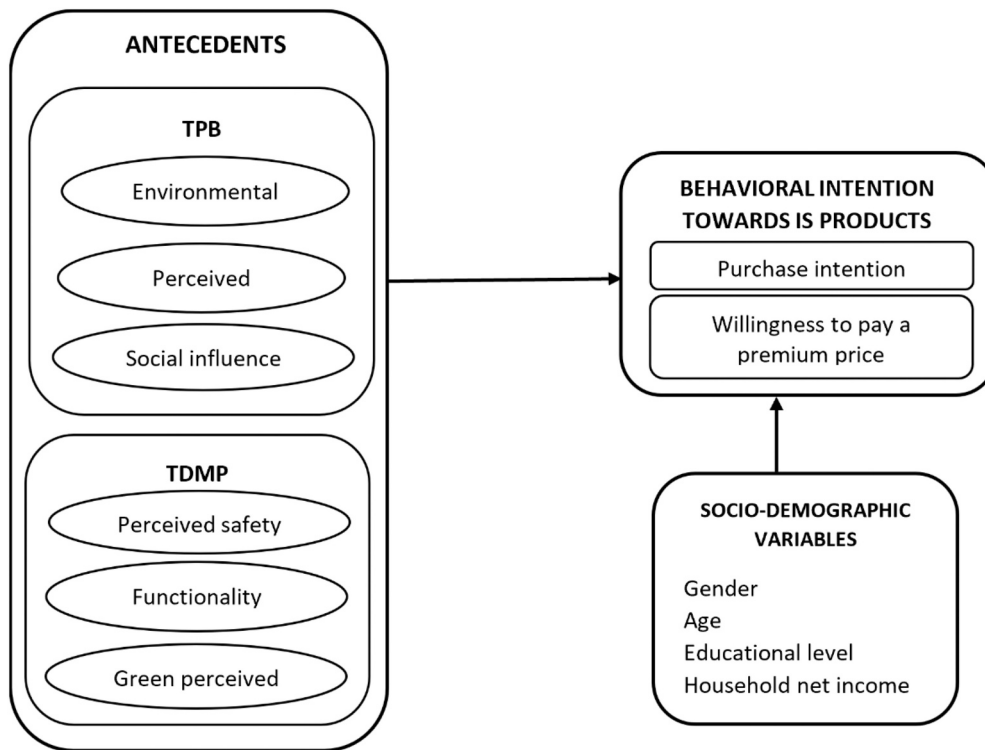 ANTECEDENTS
TPB
Environmental
Perceived
Social influence
TDMP
Perceived safety
Functionality
Green perceived
BEHAVIORAL INTENTION
TOWARDS IS PRODUCTS
Purchase intention
Willingness to pay a
premium price
SOCIO-DEMOGRAPHIC
VARIABLES
Gender
Age
Educational level
Household net income